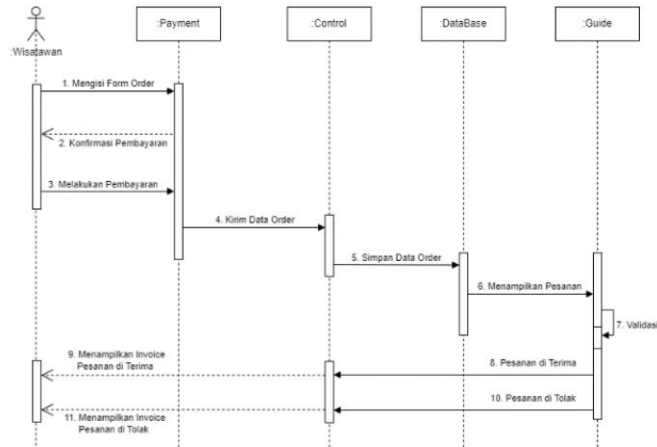 :Payment
:Control
:DataBase
:Guide
:Wisatawan
1. Mengisi Form Order
2. Konfirmasi Pembayaran
3. Melakukan Pembayaran
4. Kirim Data Order
5. Simpan Data Order
6. Menampilkan Pesanan
7. Validasi
9. Menampilkan Invoice
Pesanan di Terima
8. Pesanan di Terima
10. Pesanan di Tolak
11. Menampilkan Invoice
Pesanan di Tolak